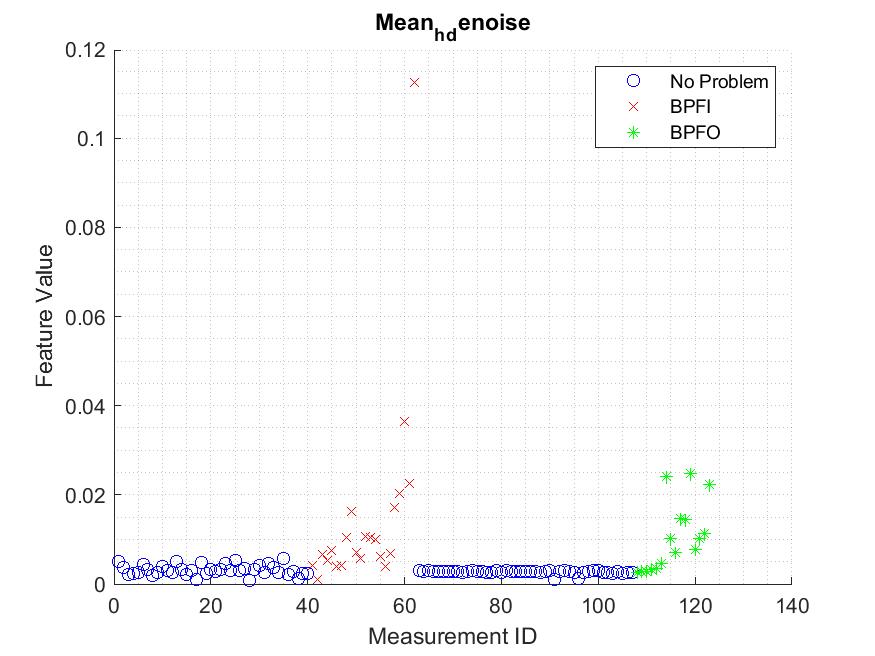 Mean_hdenoise
0.12
0.1
0.08
0.06
0.04
0.02
0
Feature Value
No Problem
BPFI
BPFO
0 20 40 60 80 100 120 140
Measurement ID